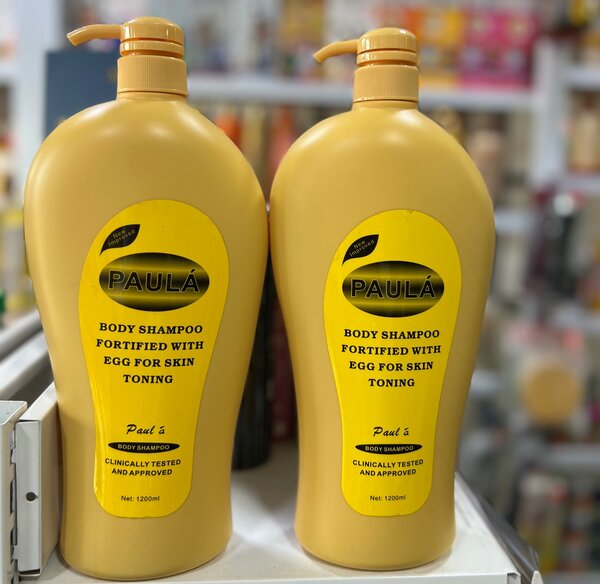 New
Improved
PAULÁ
BODY SHAMPOO
FORTIFIED WITH
EGG FOR SKIN
TONING
Paul á
BODY SHAMPOO
CLINICALLY TESTED
AND APPROVED
Net: 1200ml
New
Improved
PAULÁ
BODY SHAMPOO
FORTIFIED WITH
EGG FOR SKIN
TONING
Paul á
BODY SHAMPOO
CLINICALLY TESTED
AND APPROVED
Net: 1200ml